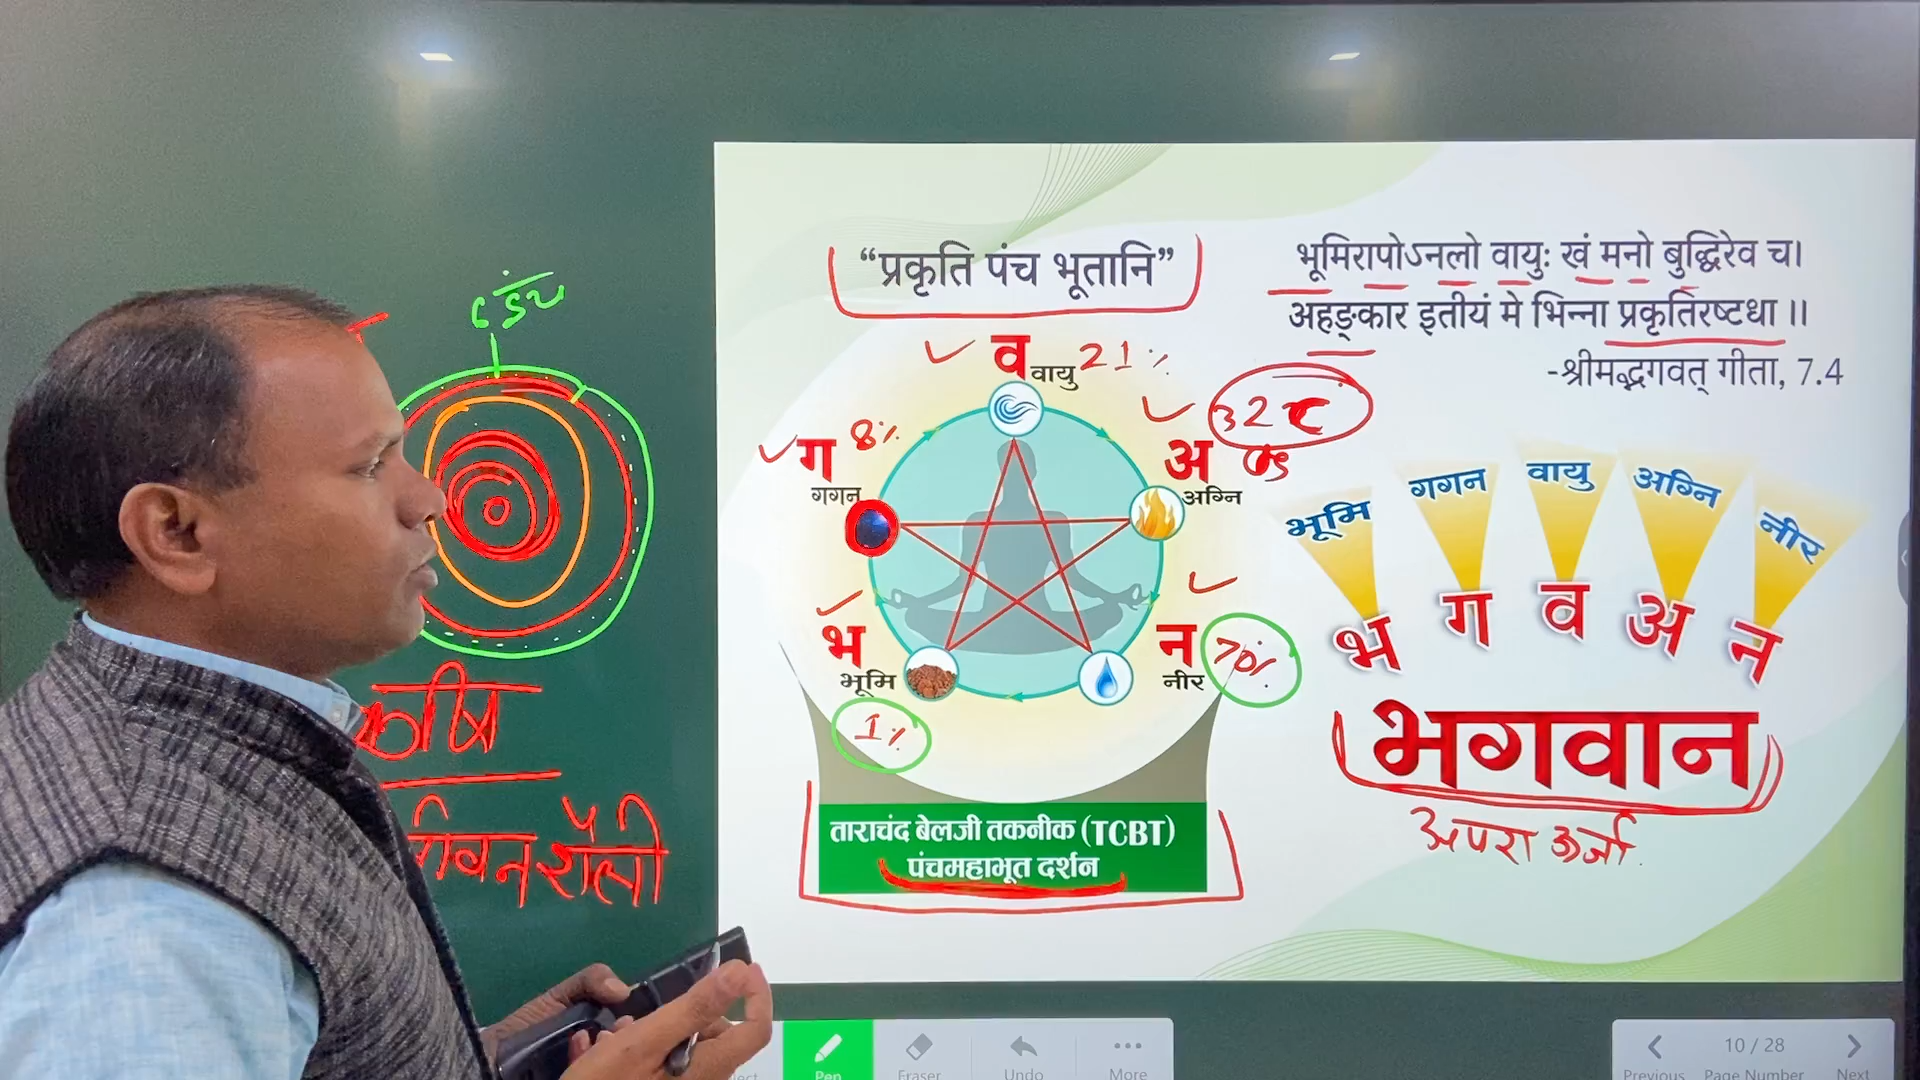 "प्रकृति पंच भूतानि"
व
वायु
21%
ग
8%
गगन
अ
अग्नि
भ
भूमि
1%
न
नीर
70%
ताराचंद बेलजी तकनीक (TCBT)
पंचमहाभूत दर्शन
भूमिरापोऽनलो वायुः खं मनो बुद्धिरेव च।
अहङ्कार इतीयं मे भिन्ना प्रकृतिरष्टधा ।।
-श्रीमद्भगवत् गीता, 7.4
भूमि गगन वायु अग्नि नीर
भ ग व अ न
भगवान
अपरा ऊर्जा
Pen
Eraser
Undo
More
10 / 28
Previous
Page Number
Next